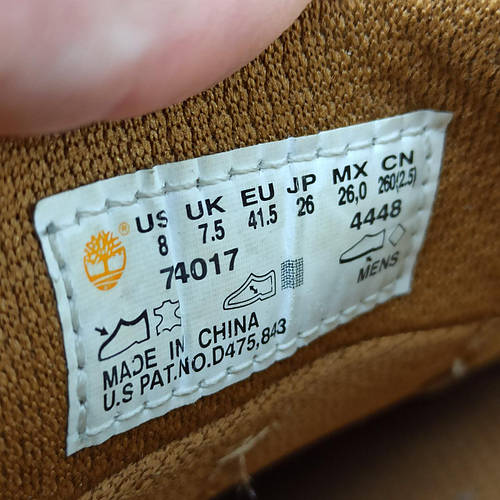 US UK EU JP MX CN
8 7.5 41.5 26 26,0 260(2.5)
74017 4448
MENS
MADE IN CHINA
U.S PAT.NO.D475,843
®